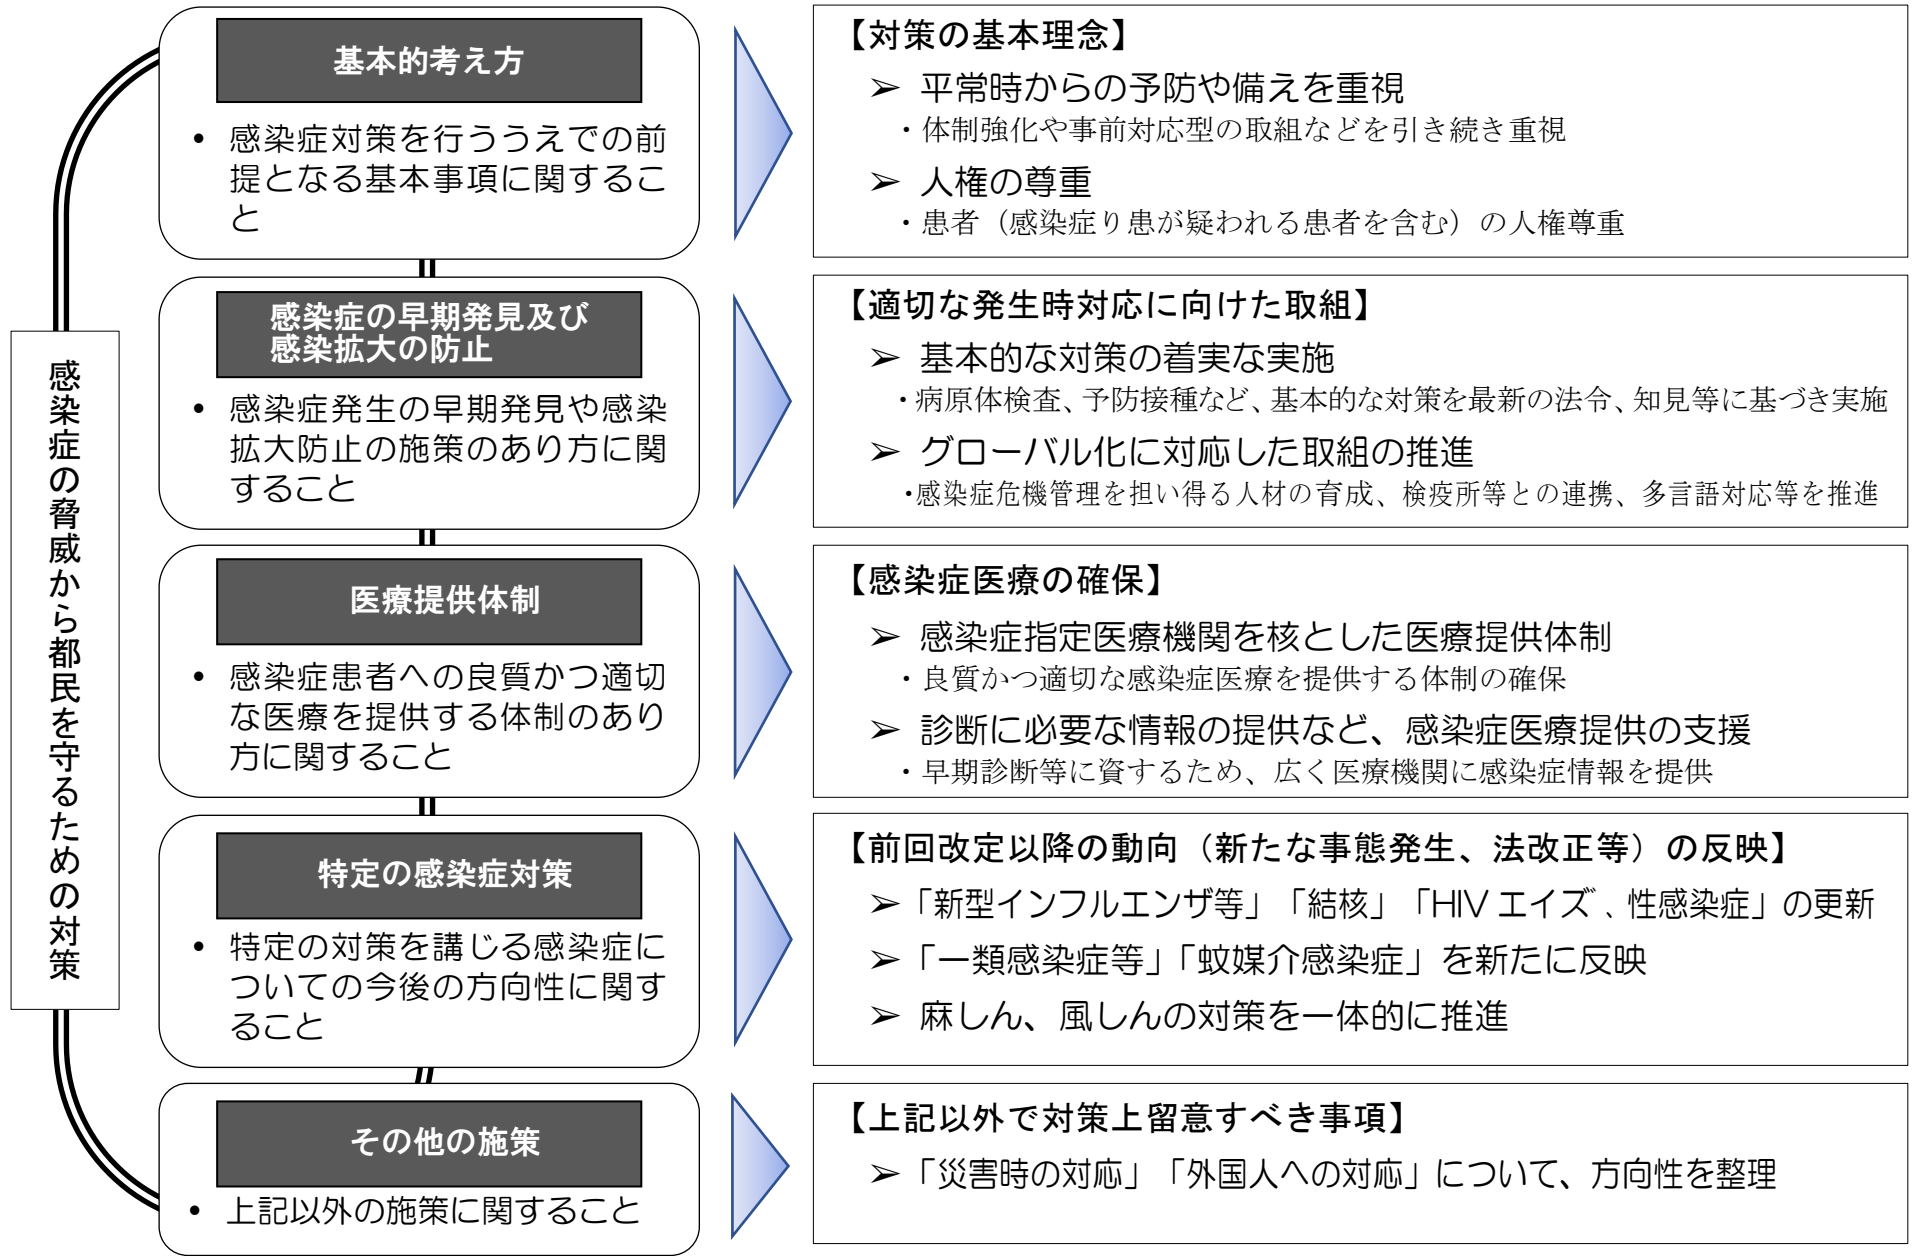 感染症の脅威から都民を守るための対策
基本的考え方
• 感染症対策を行ううえでの前
提となる基本事項に関するこ
と
【対策の基本理念】
➢ 平常時からの予防や備えを重視
・体制強化や事前対応型の取組などを引き続き重視
➢ 人権の尊重
・患者（感染症り患が疑われる患者を含む）の人権尊重
感染症の早期発見及び
感染拡大の防止
• 感染症発生の早期発見や感染
拡大防止の施策のあり方に関
すること
【適切な発生時対応に向けた取組】
➢ 基本的な対策の着実な実施
・病原体検査、予防接種など、基本的な対策を最新の法令、知見等に基づき実施
➢ グローバル化に対応した取組の推進
・感染症危機管理を担い得る人材の育成、検疫所等との連携、多言語対応等を推進
医療提供体制
• 感染症患者への良質かつ適切
な医療を提供する体制のあり
方に関すること
【感染症医療の確保】
➢ 感染症指定医療機関を核とした医療提供体制
・良質かつ適切な感染症医療を提供する体制の確保
➢ 診断に必要な情報の提供など、感染症医療提供の支援
・早期診断等に資するため、広く医療機関に感染症情報を提供
特定の感染症対策
• 特定の対策を講じる感染症に
ついての今後の方向性に関す
ること
【前回改定以降の動向（新たな事態発生、法改正等）の反映】
➢「新型インフルエンザ等」「結核」「HIV エイズ 、性感染症」の更新
➢「一類感染症等」「蚊媒介感染症」を新たに反映
➢ 麻しん、風しんの対策を一体的に推進
その他の施策
• 上記以外の施策に関すること
【上記以外で対策上留意すべき事項】
➢「災害時の対応」「外国人への対応」について、方向性を整理